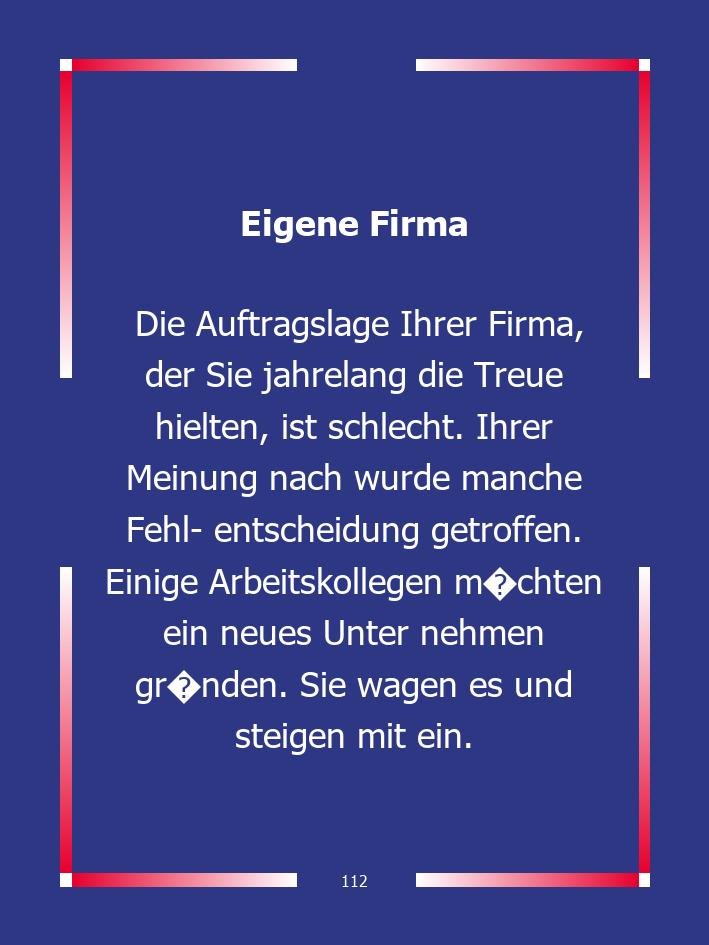 Eigene Firma
Die Auftragslage Ihrer Firma,
der Sie jahrelang die Treue
hielten, ist schlecht. Ihrer
Meinung nach wurde manche
Fehl- entscheidung getroffen.
Einige Arbeitskollegen m�chten
ein neues Unter nehmen
gr�nden. Sie wagen es und
steigen mit ein.
112